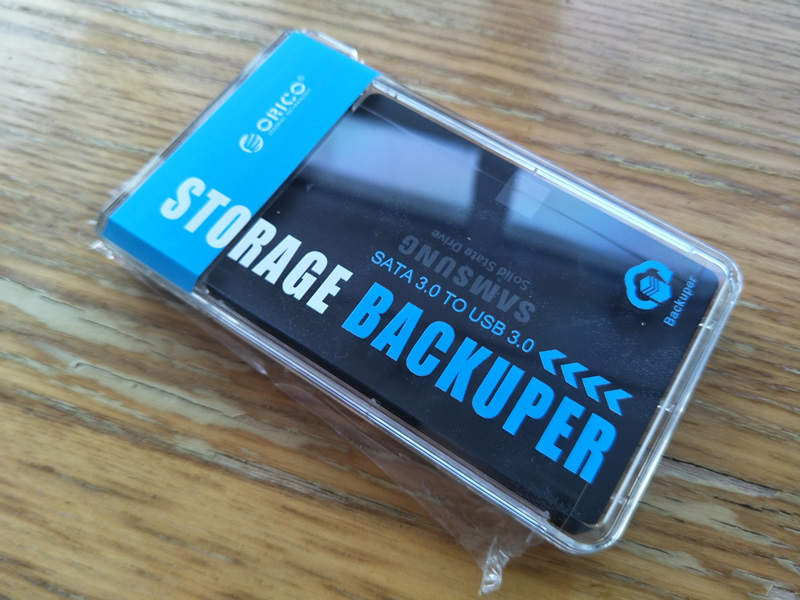 ORICO®
STORAGE
SATA 3.0 TO USB 3.0
BACKUPER
Backuper
SAMSUNG
Solid State Drive